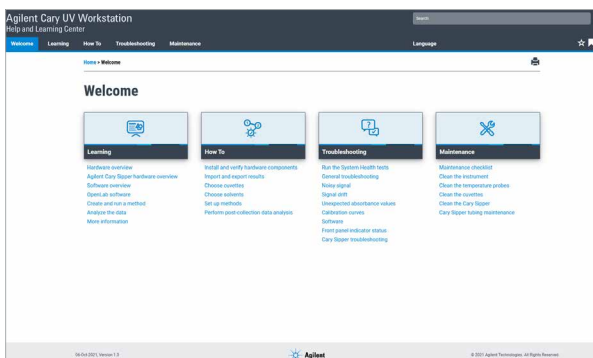 Agilent Cary UV Workstation
Help and Learning Center
Search
Welcome Learning How To Troubleshooting Maintenance Language
Home > Welcome
Welcome
Learning
Hardware overview
Agilent Cary Sipper hardware overview
Software overview
OpenLab software
Create and run a method
Analyze the data
More information
How To
Install and verify hardware components
Import and export results
Choose cuvettes
Choose solvents
Set up methods
Perform post-collection data analysis
Troubleshooting
Run the System Health tests
General troubleshooting
Noisy signal
Signal drift
Unexpected absorbance values
Calibration curves
Software
Front panel indicator status
Cary Sipper troubleshooting
Maintenance
Maintenance checklist
Clean the instrument
Clean the temperature probes
Clean the cuvettes
Clean the Cary Sipper
Cary Sipper tubing maintenance
Oct-2021, Version 1.3
Agilent
© 2021 Agilent Technologies. All Rights Reserved.